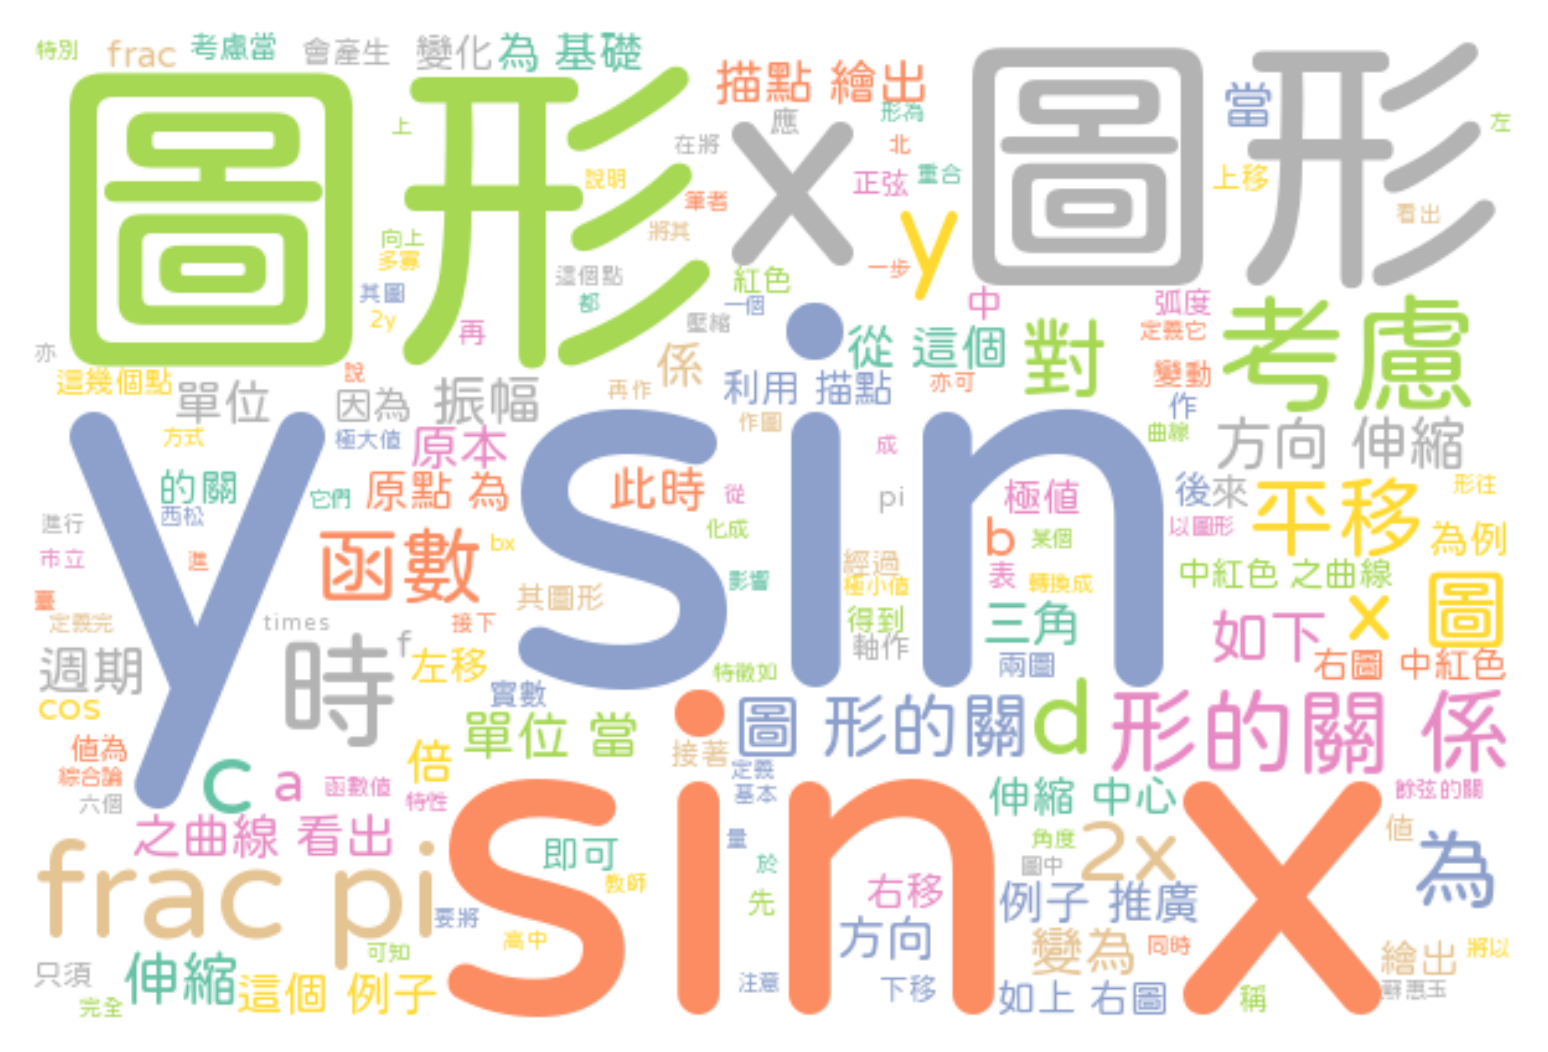 特別 frac 考慮當 會產生 變化 為 基礎
圖形 x 圖形
描點 繪出 當
形為 應 上 在將 北 左
正弦 重合 上移
說明 筆者 將其 看出
向上 多寡 這個點 y 一步
其圖 都 紅色 中 弧度
2y 再 壓縮 一個 定義它
亦 係 從 這個 對 考慮
這幾個點 說 變動
單位 因為 振幅 再作 利用 描點 亦可 作
方式 極大值 原本 作圖 成 曲線 方向 伸縮
y sin
的關 它們 原點 為 此時 從 pi 極值 後來 平移 形往
西松 以圖形
進行 函數 bx 化成 b 某個 為例
市立 進 經過 表 轉換成 中紅色 之曲線
影響 極小值
臺 其圖形 得到 三角 如下 x 圖
定義完 times 接下
週期 時 f 左移 軸作 兩圖 右圖 中紅色
特徵如
cos 實數
值為 單位 當 圖 形的關 d 形的關 係
接著
綜合論 c a 函數值 倍 定義
六個 特性 基本 伸縮 中心 餘弦的關
sin x
之曲線 看出 即可 量 角度 2x 值 為
frac pi 教師 於 圖中
要將 先 右移 例子 推廣
高中 方向 變為 同時 繪出 將以
可知
只須 伸縮 這個 例子 注意 下移 如上 右圖 稱 蘇惠玉
完全